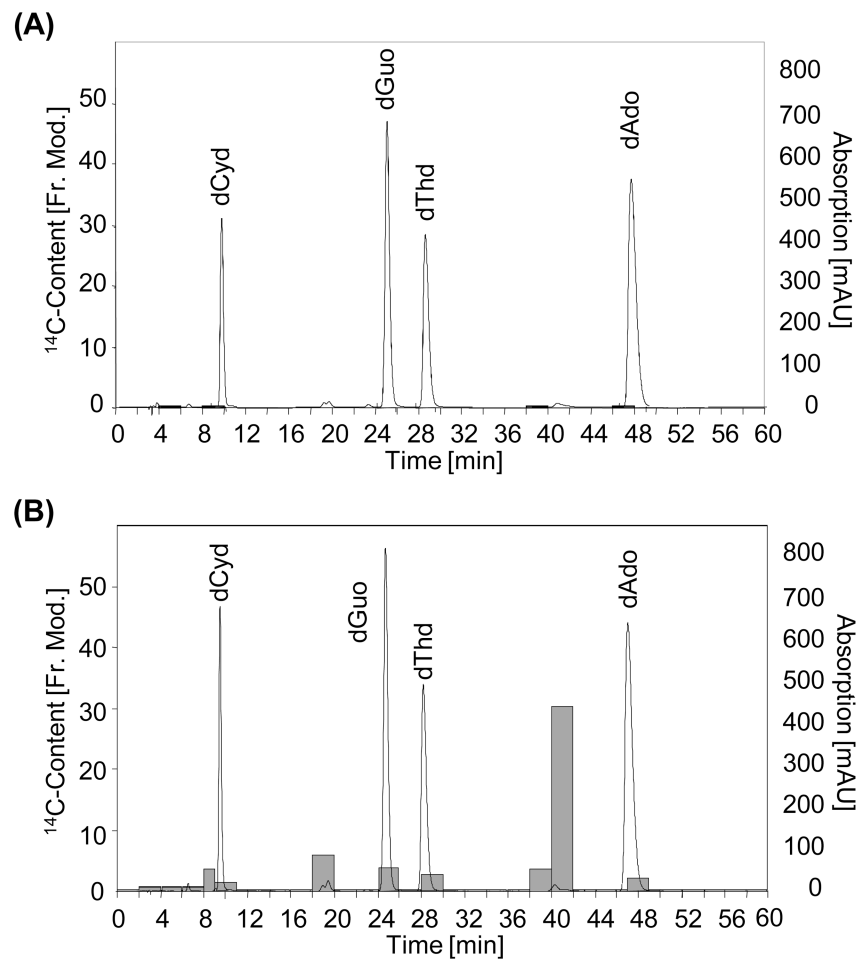 (A)
dCyd
dGuo
dThd
dAdo
50
40
30
20
10
0
800
700
600
500
400
300
200
100
0
¹⁴C-Content [Fr. Mod.]
Absorption [mAU]
0 4 8 12 16 20 24 28 32 36 40 44 48 52 56 60
Time [min]
(B)
dCyd
dGuo
dThd
dAdo
50
40
30
20
10
0
800
700
600
500
400
300
200
100
0
¹⁴C-Content [Fr. Mod.]
Absorption [mAU]
0 4 8 12 16 20 24 28 32 36 40 44 48 52 56 60
Time [min]